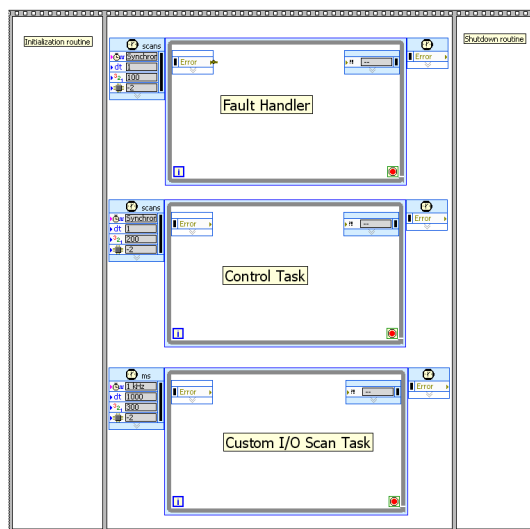 Initialization routine
Shutdown routine
scans
Synchron
dt 1
100
-2
Error
--
Error
Fault Handler
i
scans
Synchron
dt 1
200
-2
Error
--
Error
Control Task
i
ms
1 kHz
dt 1000
300
-2
Error
--
Error
Custom I/O Scan Task
i